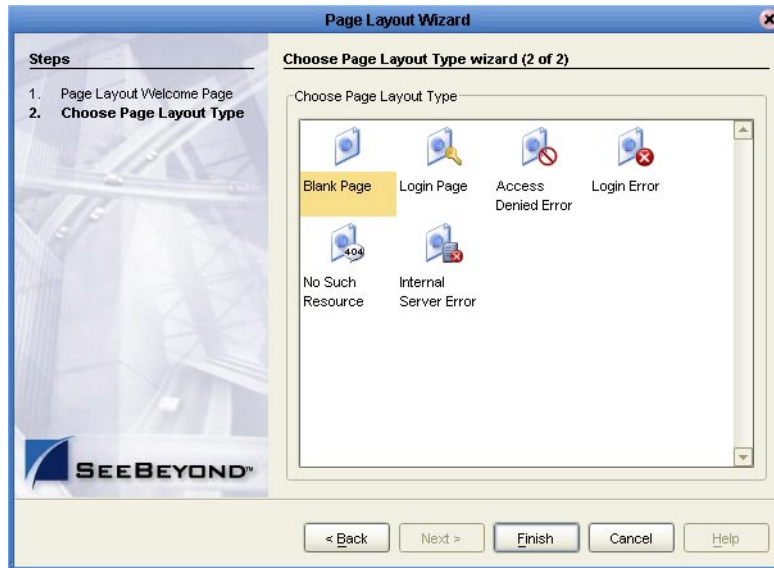 Page Layout Wizard
Steps
1. Page Layout Welcome Page
2. Choose Page Layout Type
SEEBEYOND™
Choose Page Layout Type wizard (2 of 2)
Choose Page Layout Type
Blank Page
Login Page
Access
Denied Error
Login Error
404
No Such
Resource
Internal
Server Error
< Back
Next >
Finish
Cancel
Help